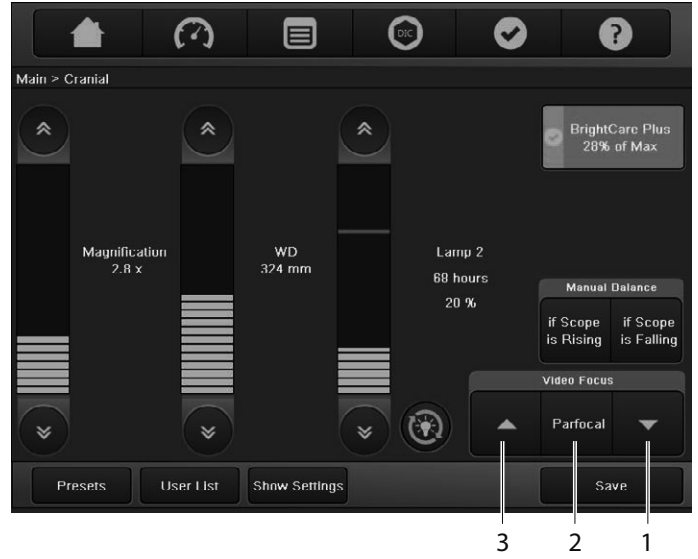 DIC
?
Main > Cranial
BrightCare Plus
28% of Max
Magnification
2.8 x
WD
324 mm
Lamp 2
68 hours
20 %
Manual Balance
if Scope
is Rising
if Scope
is Falling
Video Focus
Parfocal
Presets
User List
Show Settings
Save
3
2
1